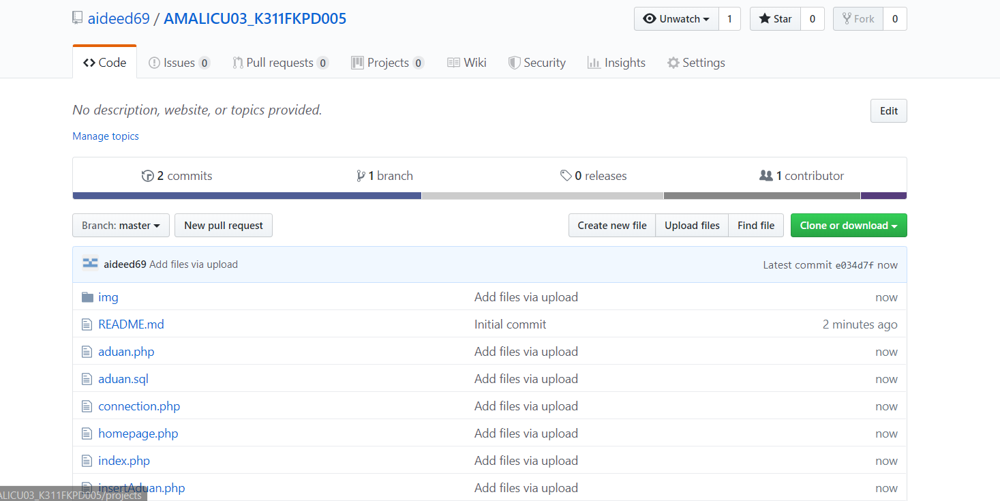 aideed69 / AMALICU03_K311FKPD005 Unwatch 1 Star 0 Fork 0
Code Issues 0 Pull requests 0 Projects 0 Wiki Security Insights Settings
No description, website, or topics provided. Edit
Manage topics
2 commits 1 branch 0 releases 1 contributor
Branch: master New pull request Create new file Upload files Find file Clone or download
aideed69 Add files via upload Latest commit e034d7f now
img Add files via upload now
README.md Initial commit 2 minutes ago
aduan.php Add files via upload now
aduan.sql Add files via upload now
connection.php Add files via upload now
homepage.php Add files via upload now
index.php Add files via upload now
insertAduan.php Add files via upload now
ALICU03_K311FKPD005/projects